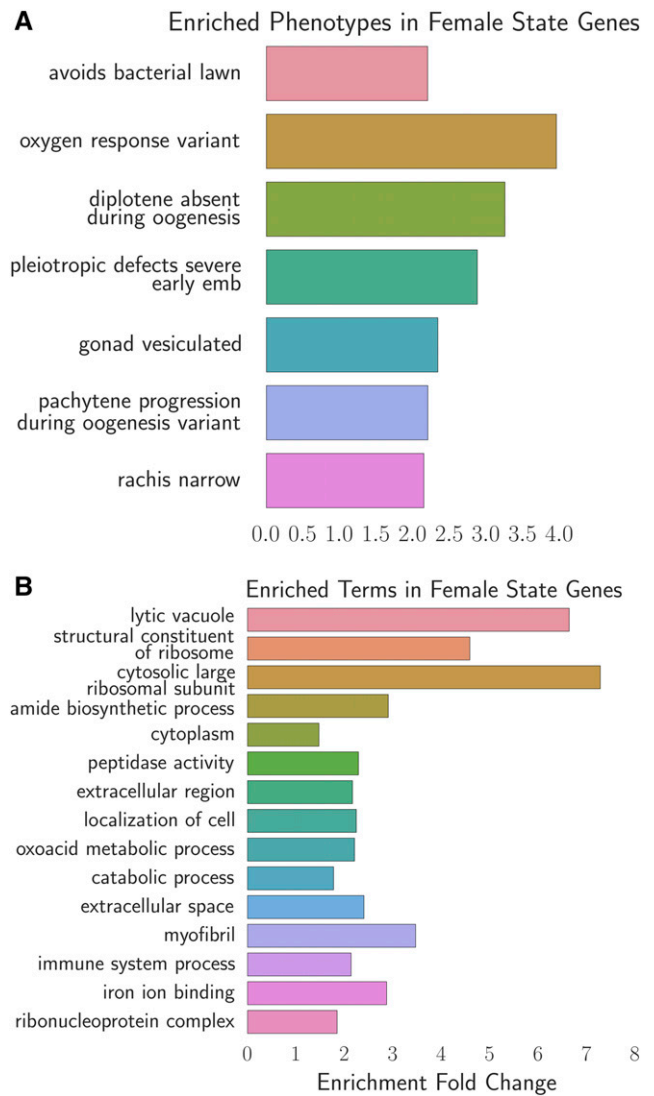 A
Enriched Phenotypes in Female State Genes
avoids bacterial lawn
oxygen response variant
diplotene absent
during oogenesis
pleiotropic defects severe
early emb
gonad vesiculated
pachytene progression
during oogenesis variant
rachis narrow
0.0 0.5 1.0 1.5 2.0 2.5 3.0 3.5 4.0
B
Enriched Terms in Female State Genes
lytic vacuole
structural constituent
of ribosome
cytosolic large
ribosomal subunit
amide biosynthetic process
cytoplasm
peptidase activity
extracellular region
localization of cell
oxoacid metabolic process
catabolic process
extracellular space
myofibril
immune system process
iron ion binding
ribonucleoprotein complex
0 1 2 3 4 5 6 7 8
Enrichment Fold Change